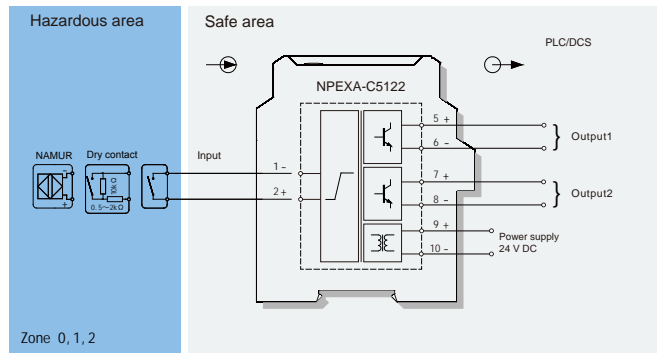 Hazardous area
Safe area
PLC/DCS
NPEXA-C5122
5 +
6 -
Output1
NAMUR
Dry contact
Input
1 -
2 +
-
+
10kΩ
0.5~2kΩ
7 +
8 -
Output2
9 +
10 -
Power supply
24 V DC
Zone 0, 1, 2